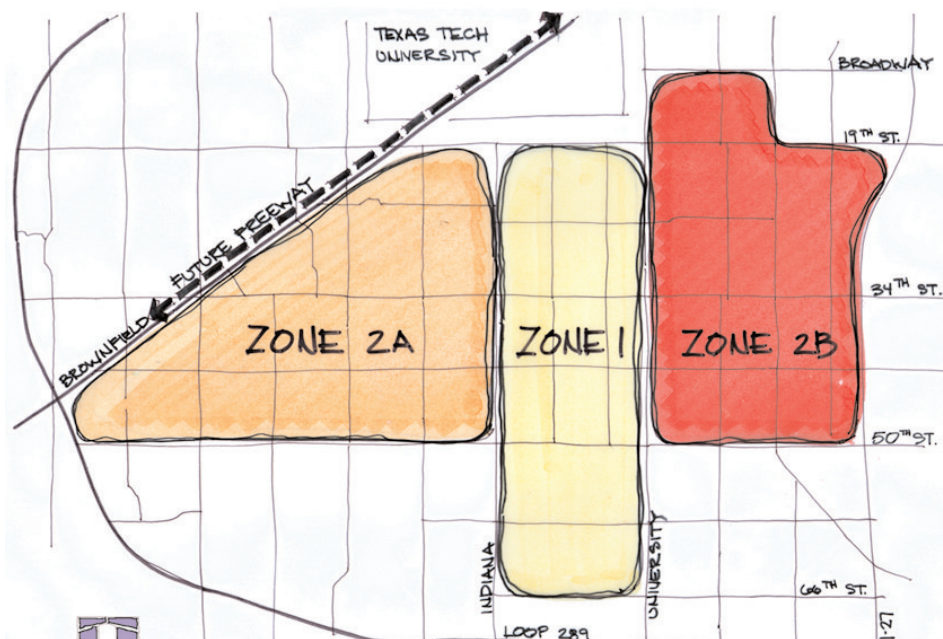 TEXAS TECH
UNIVERSITY
BROADWAY
19TH ST.
FUTURE FREEWAY
34TH ST.
BROWNFIELD
ZONE 2A
ZONE 1
ZONE 2B
50TH ST.
INDIANA
UNIVERSITY
66TH ST.
LOOP 289
I-27